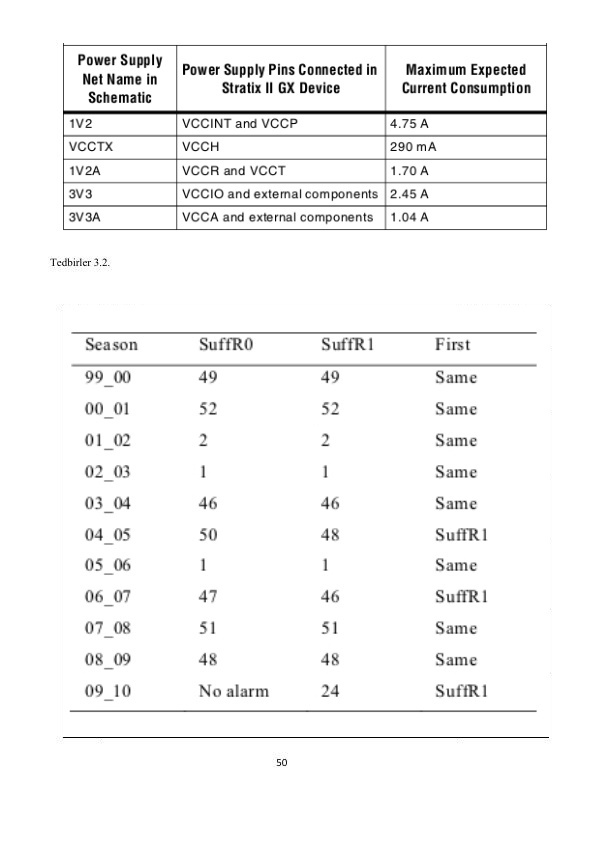 Power Supply Net Name in Schematic Power Supply Pins Connected in Stratix II GX Device Maximum Expected Current Consumption
1V2 VCCINT and VCCP 4.75 A
VCCTX VCCH 290 mA
1V2A VCCR and VCCT 1.70 A
3V3 VCCIO and external components 2.45 A
3V3A VCCA and external components 1.04 A
Tedbirler 3.2.
Season SuffR0 SuffR1 First
99_00 49 49 Same
00_01 52 52 Same
01_02 2 2 Same
02_03 1 1 Same
03_04 46 46 Same
04_05 50 48 SuffR1
05_06 1 1 Same
06_07 47 46 SuffR1
07_08 51 51 Same
08_09 48 48 Same
09_10 No alarm 24 SuffR1
50